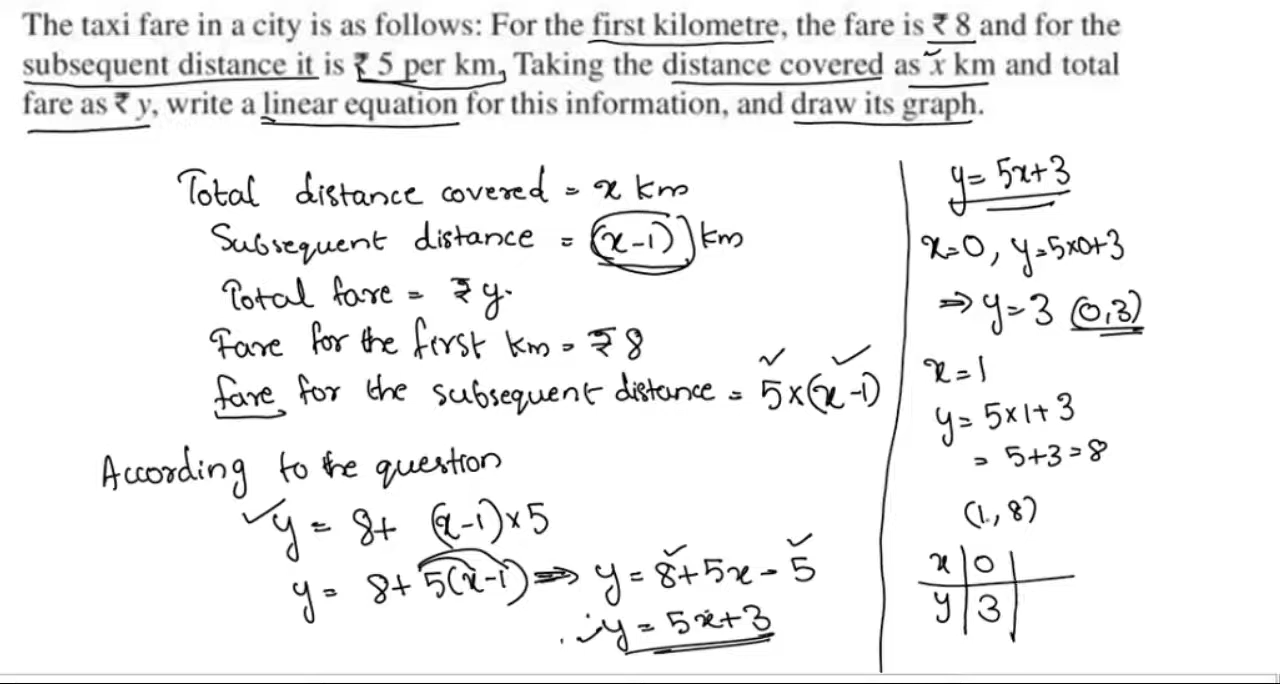 The taxi fare in a city is as follows: For the first kilometre, the fare is ₹ 8 and for the
subsequent distance it is ₹ 5 per km. Taking the distance covered as x km and total
fare as ₹ y, write a linear equation for this information, and draw its graph.
Total distance covered = x km
Subsequent distance = (x-1) km
Total fare = ₹ y.
Fare for the first km = ₹ 8
fare for the subsequent distance = 5×(x-1)
According to the question
y = 8+ (x-1)×5
y = 8+ 5(x-1) ⇒ y = 8+5x-5
∴ y = 5x+3
y = 5x+3
x=0, y=5×0+3
⇒ y=3 (0,3)
x=1
y= 5×1+3
= 5+3=8
(1, 8)
x | 0 |
y | 3 |